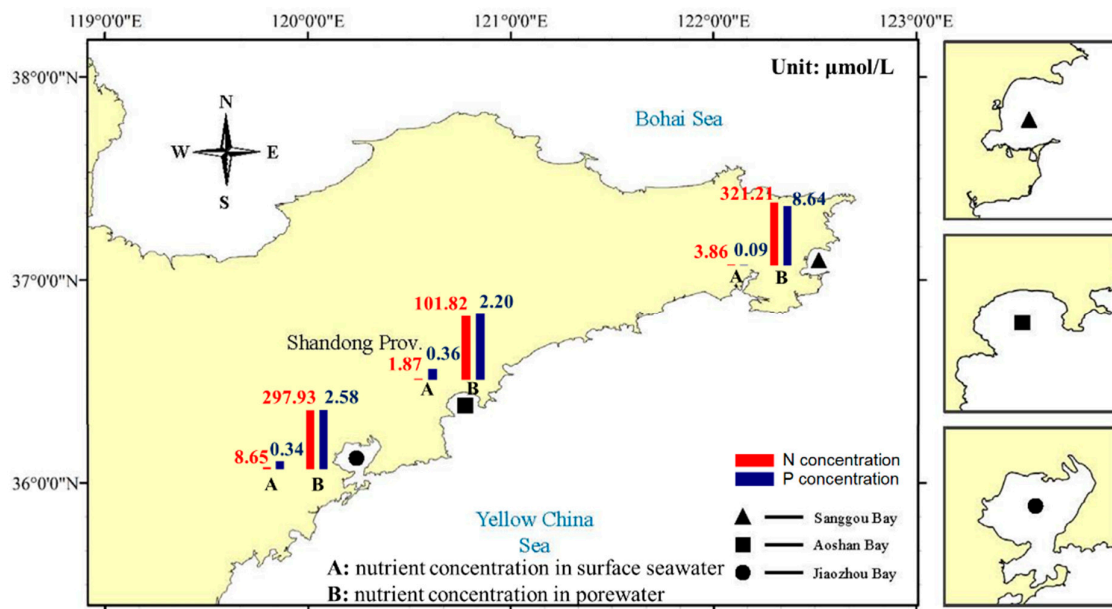 119°0'0"E 120°0'0"E 121°0'0"E 122°0'0"E 123°0'0"E
38°0'0"N
Unit: μmol/L
N
W E
S
Bohai Sea
321.21 8.64
3.86 0.09
A B
37°0'0"N
101.82 2.20
Shandong Prov.
1.87 0.36
A B
297.93 2.58
8.65 0.34
A B
36°0'0"N
N concentration
P concentration
Yellow China
Sea
Sanggou Bay
Aoshan Bay
Jiaozhou Bay
A: nutrient concentration in surface seawater
B: nutrient concentration in porewater